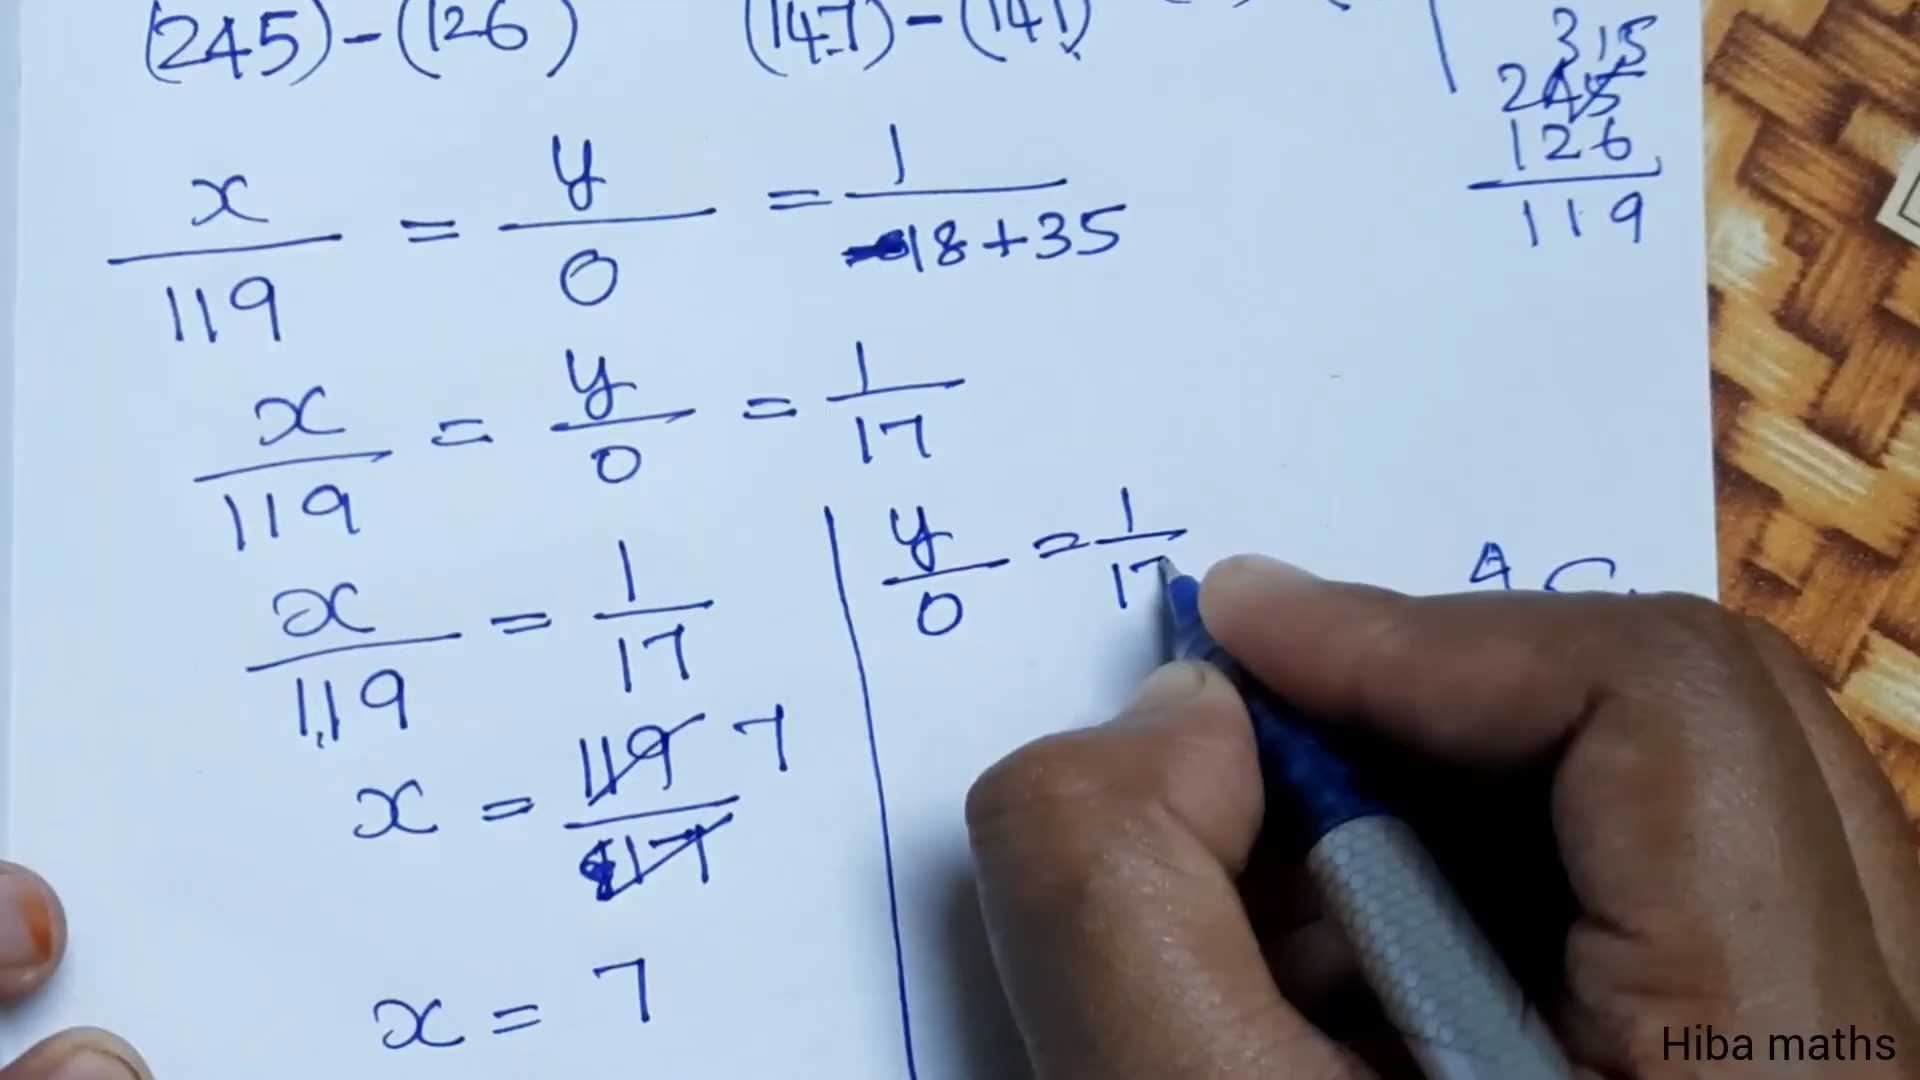 (245)-(126) (147)-(147)
315
245
126
119
x/119 = y/0 = 1/-18+35
x/119 = y/0 = 1/17
x/119 = 1/17
y/0 = 1/17
x = 119/17 7
x = 7
Hiba maths